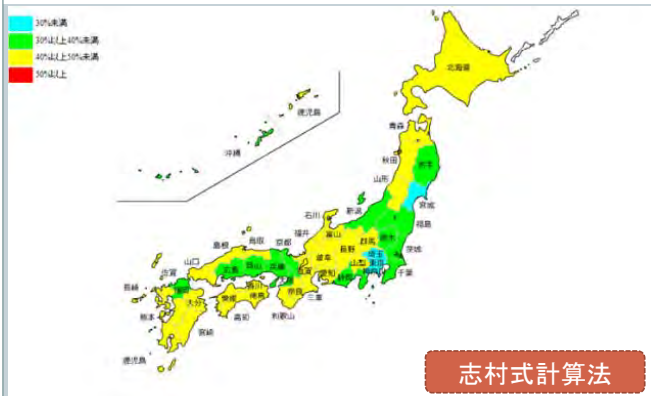 30%未満
30%以上40%未満
40%以上50%未満
50%以上
北海道
鹿児島
沖縄
青森
秋田
岩手
山形
宮城
新潟
福島
石川
富山
福井
群馬
栃木
茨城
長野
岐阜
埼玉
東京
山梨
神奈川
千葉
静岡
愛知
滋賀
三重
奈良
京都
兵庫
鳥取
島根
岡山
広島
山口
香川
徳島
愛媛
高知
和歌山
福岡
佐賀
長崎
大分
熊本
宮崎
鹿児島
志村式計算法